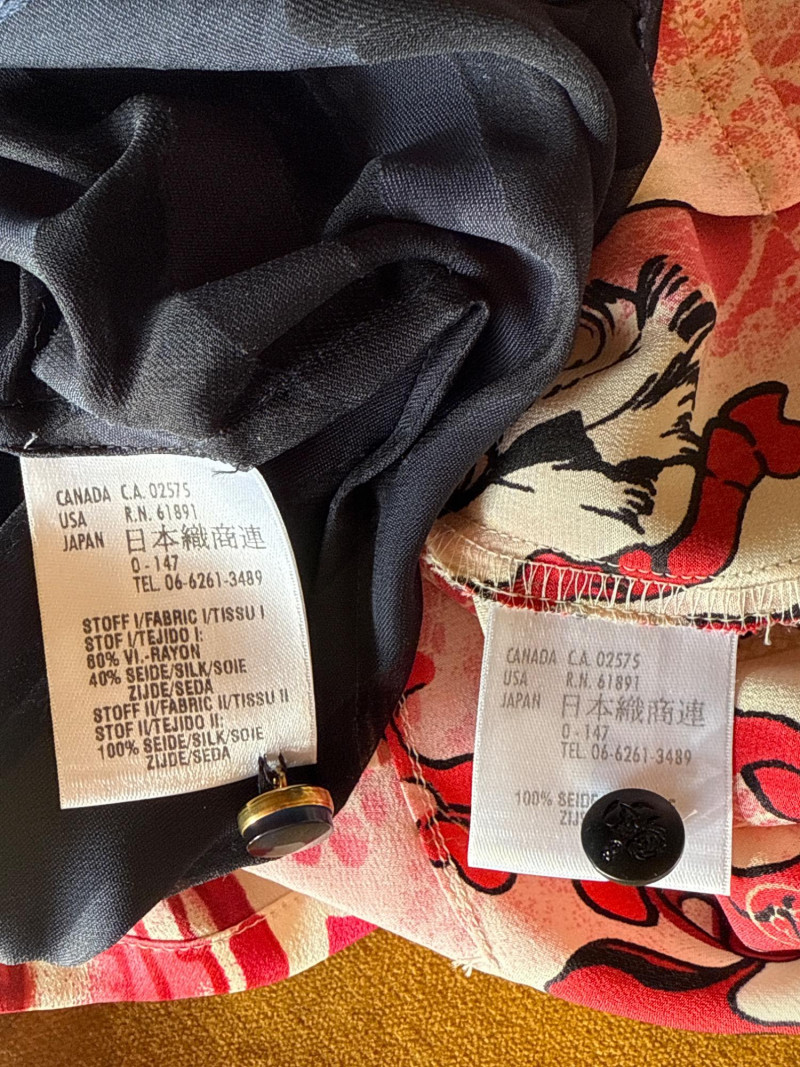 CANADA C.A. 02575
USA R.N. 61891
JAPAN 日本織商連
0-147
TEL. 06-6261-3489
STOFF I/FABRIC I/TISSU I
STOF I/TEJIDO I:
60% VI.-RAYON
40% SEIDE/SILK/SOIE
ZIJDE/SEDA
STOFF II/FABRIC II/TISSU II
STOF II/TEJIDO II:
100% SEIDE/SILK/SOIE
ZIJDE/SEDA
CANADA C.A. 02575
USA R.N. 61891
JAPAN 日本織商連
0-147
TEL. 06-6261-3489
100%